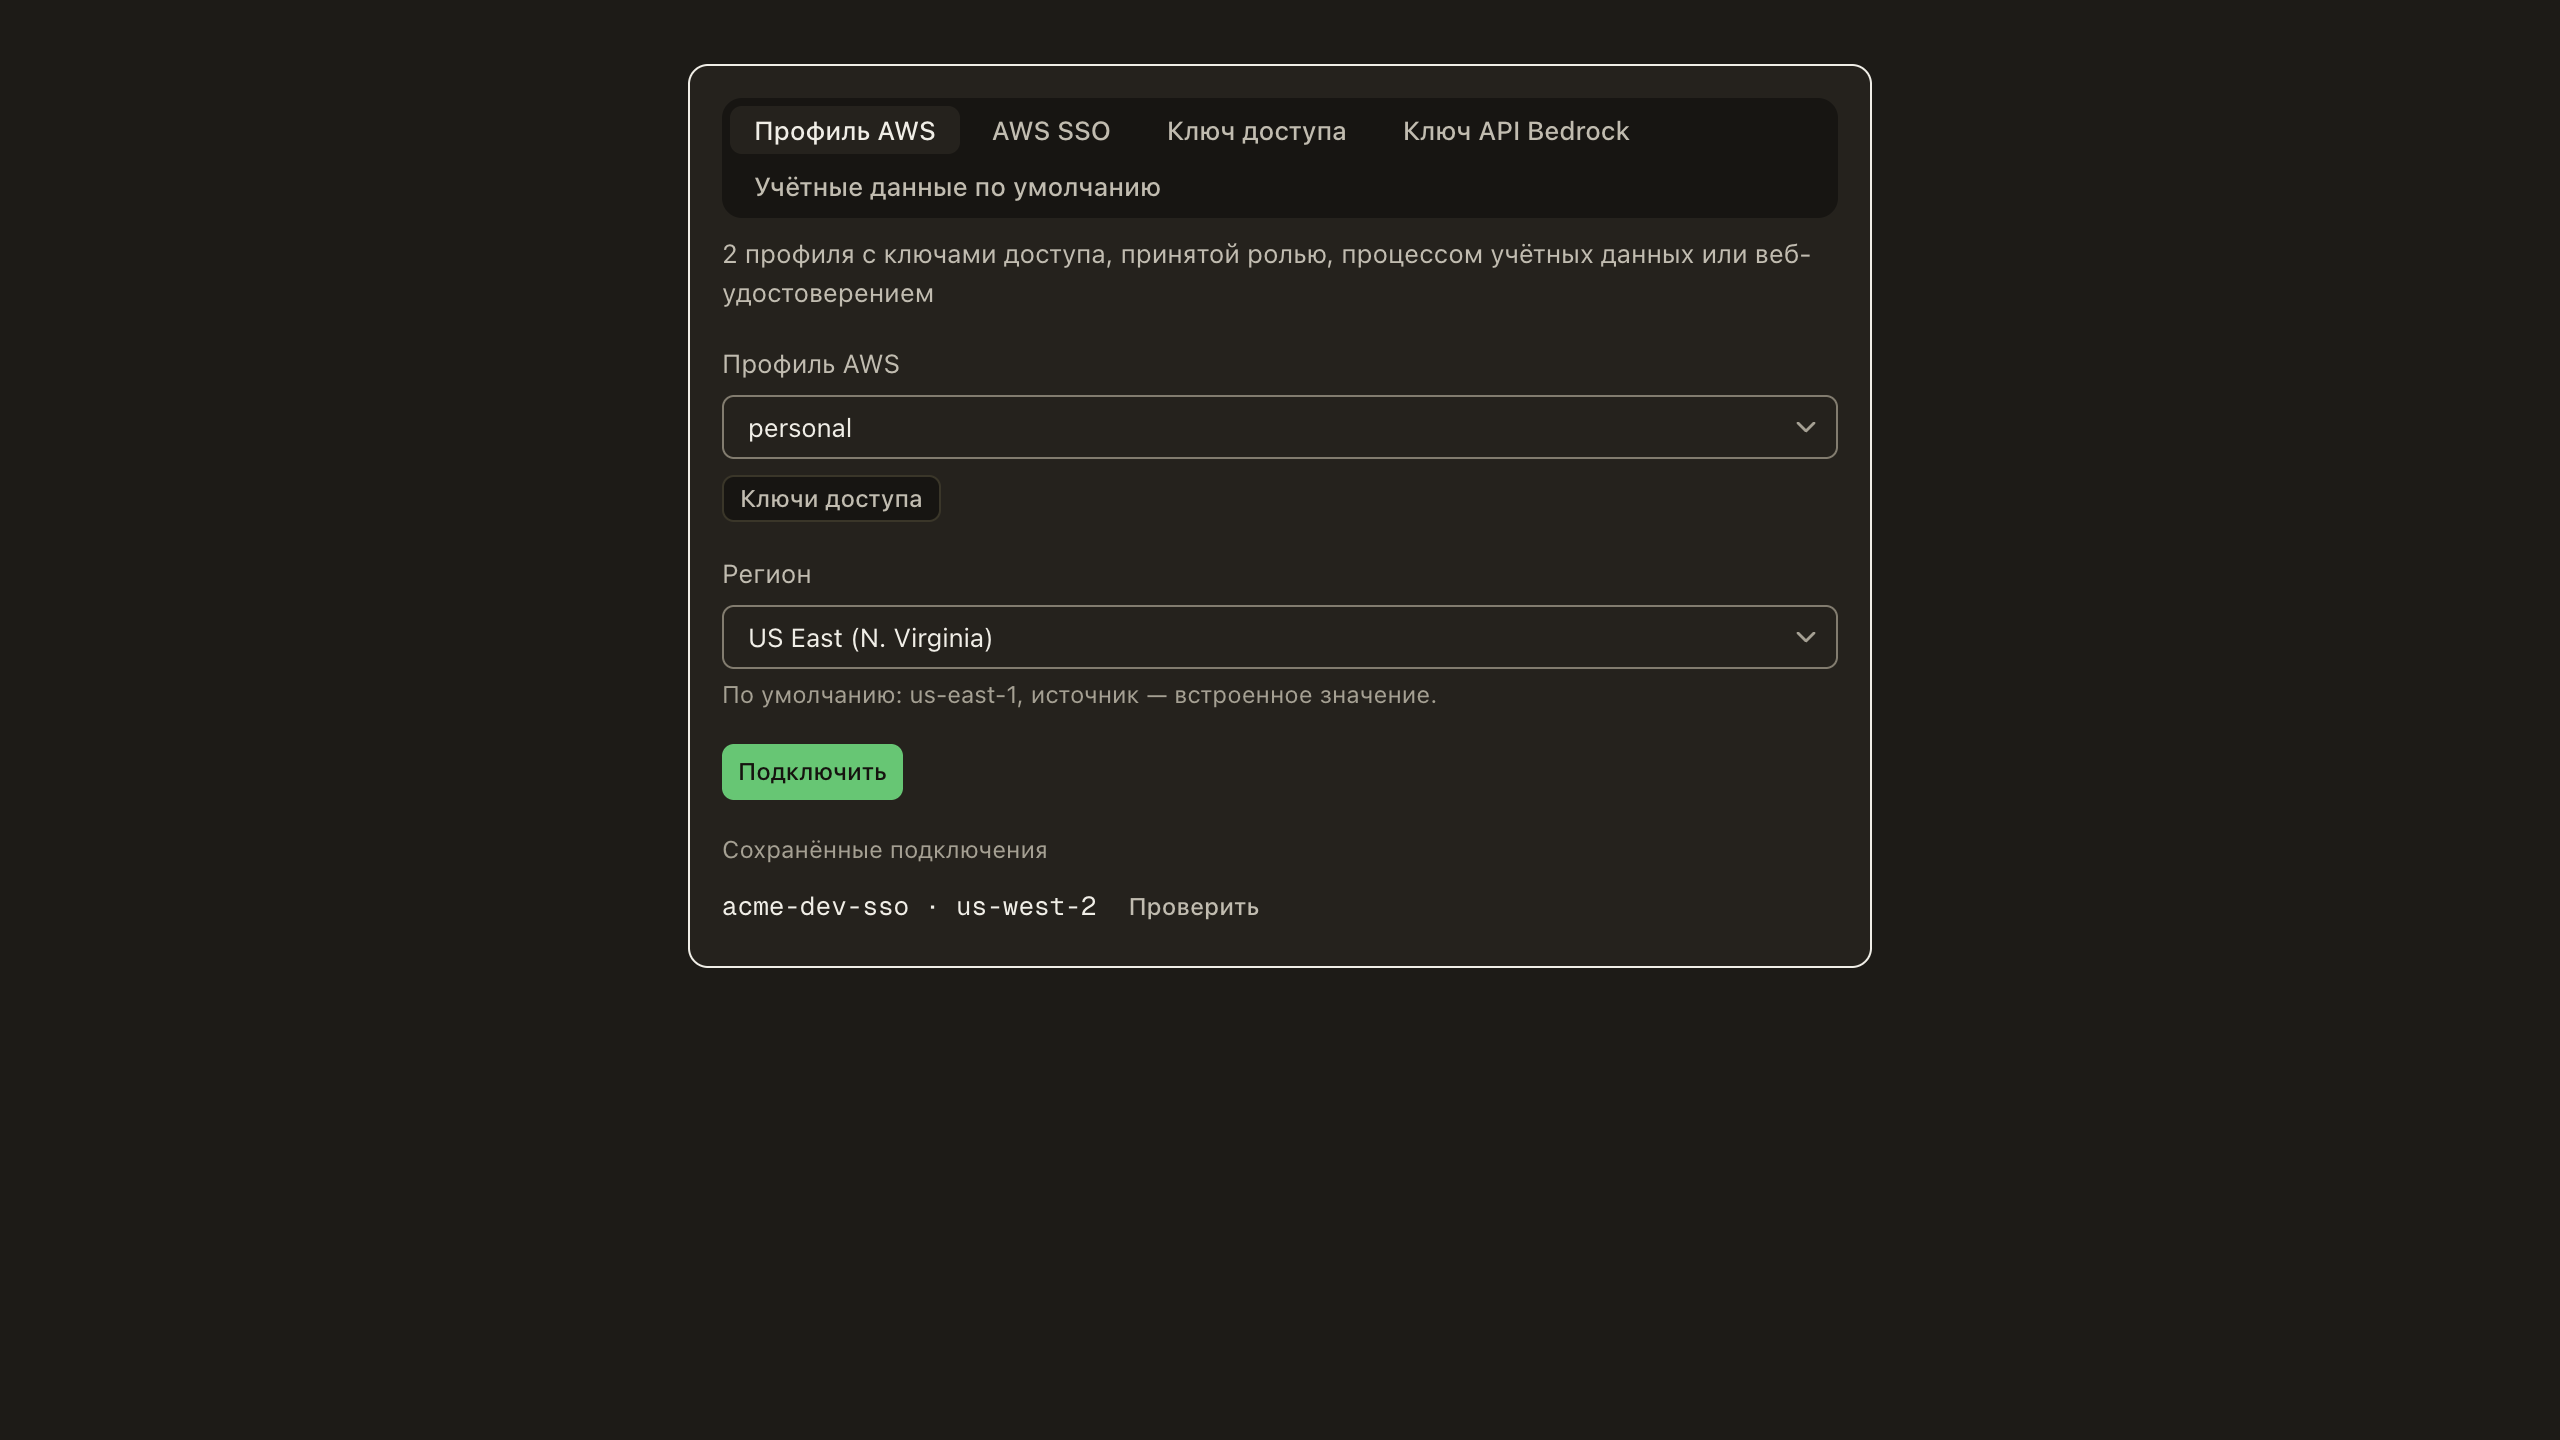 Профиль AWS
AWS SSO
Ключ доступа
Ключ API Bedrock
Учётные данные по умолчанию
2 профиля с ключами доступа, принятой ролью, процессом учётных данных или веб-
удостоверением
Профиль AWS
personal
Ключи доступа
Регион
US East (N. Virginia)
По умолчанию: us-east-1, источник — встроенное значение.
Подключить
Сохранённые подключения
acme-dev-sso · us-west-2 Проверить